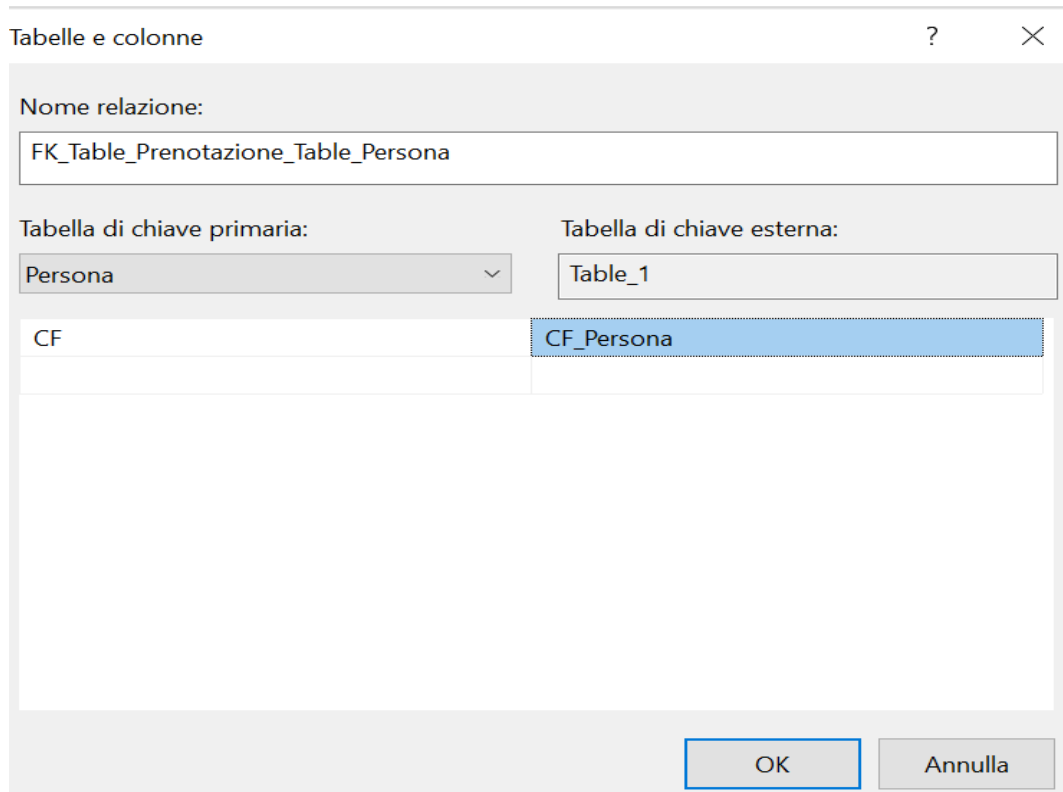 Tabelle e colonne ?
Nome relazione:
FK_Table_Prenotazione_Table_Persona
Tabella di chiave primaria: Tabella di chiave esterna:
Persona Table_1
CF CF_Persona
OK Annulla